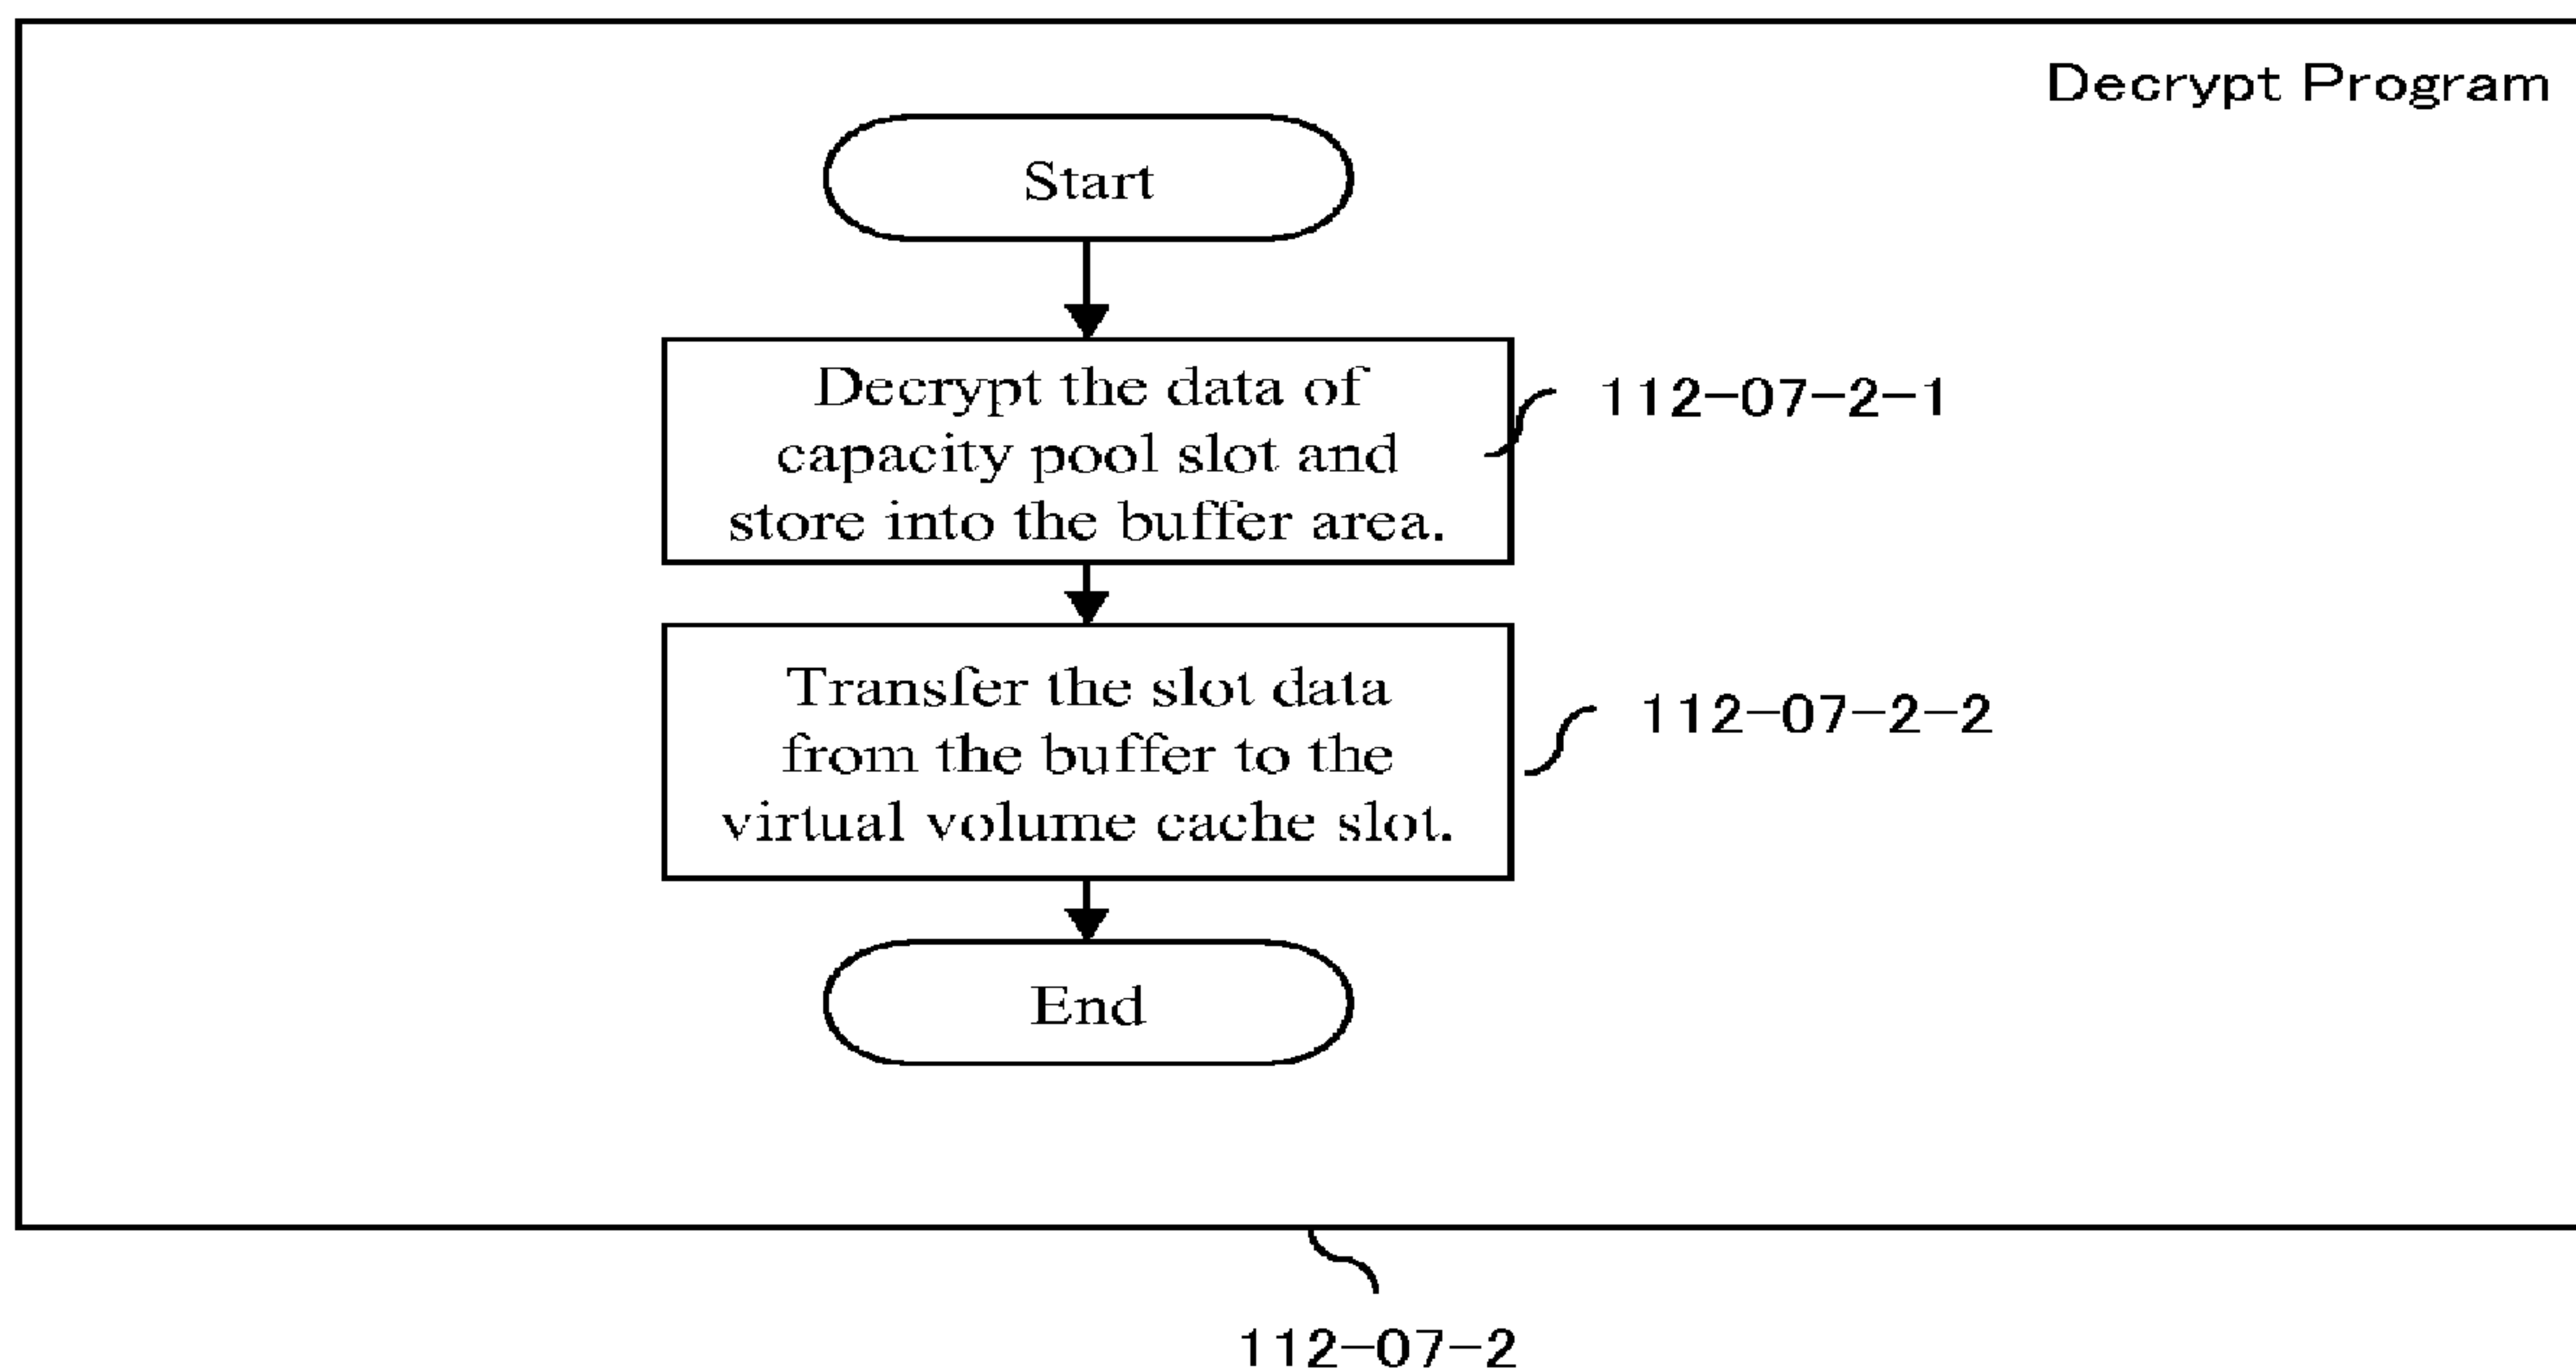 Decrypt Program
Start
Decrypt the data of
capacity pool slot and
store into the buffer area.
112-07-2-1
Transfer the slot data
from the buffer to the
virtual volume cache slot.
112-07-2-2
End
112-07-2